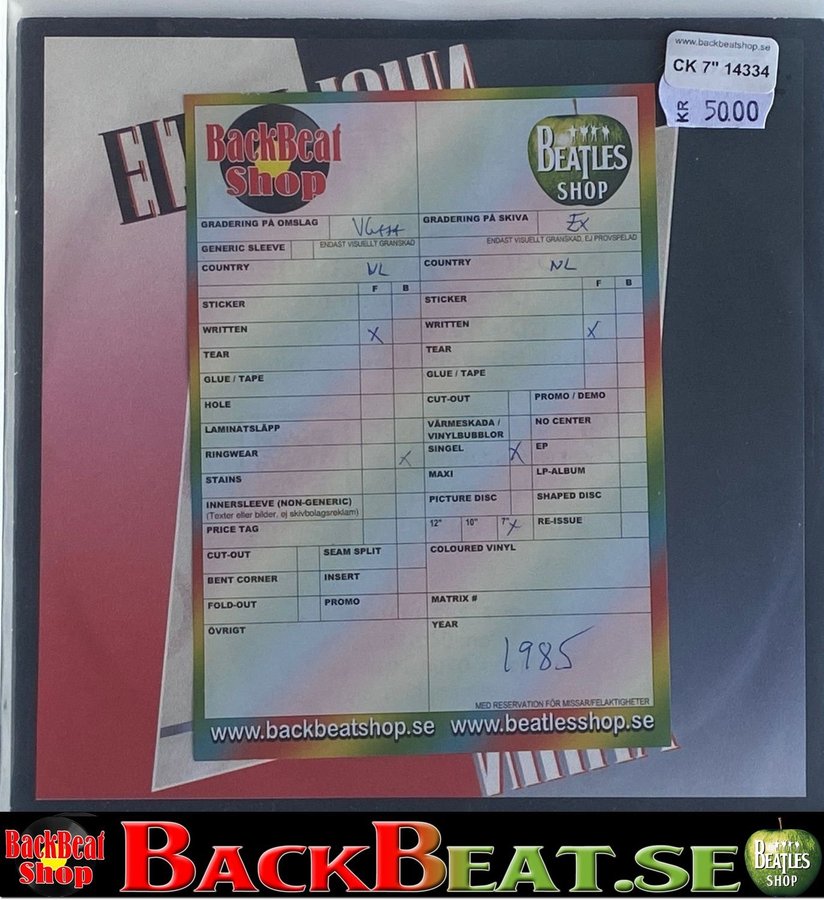 www.backbeatshop.se
CK 7" 14334
KR 50.00
BackBeat
Shop
BEATLES
SHOP
GRADERING PÅ OMSLAG
GRADERING PÅ SKIVA EX
ENDAST VISUELLT GRANSKAD
ENDAST VISUELLT GRANSKAD, EJ PROVSPELAD
GENERIC SLEEVE
COUNTRY NL
COUNTRY NL
F B
F B
STICKER
STICKER
WRITTEN X
WRITTEN X
TEAR
TEAR
GLUE / TAPE
GLUE / TAPE
HOLE
CUT-OUT
PROMO / DEMO
LAMINATSLÄPP
VÄRMESKADA /
VINYLBUBBLOR
NO CENTER
RINGWEAR X
SINGEL X
EP
STAINS
MAXI
LP-ALBUM
INNERSLEEVE (NON-GENERIC)
(Texter eller bilder, ej skivbolagsreklam)
PICTURE DISC
SHAPED DISC
PRICE TAG
12" 10" 7" X
RE-ISSUE
CUT-OUT
SEAM SPLIT
COLOURED VINYL
BENT CORNER
INSERT
FOLD-OUT
PROMO
MATRIX #
ÖVRIGT
YEAR
1985
MED RESERVATION FÖR MISSAR/FELAKTIGHETER
www.backbeatshop.se www.beatlesshop.se
BackBeat
Shop
BACKBEAT.SE
BEATLES
SHOP